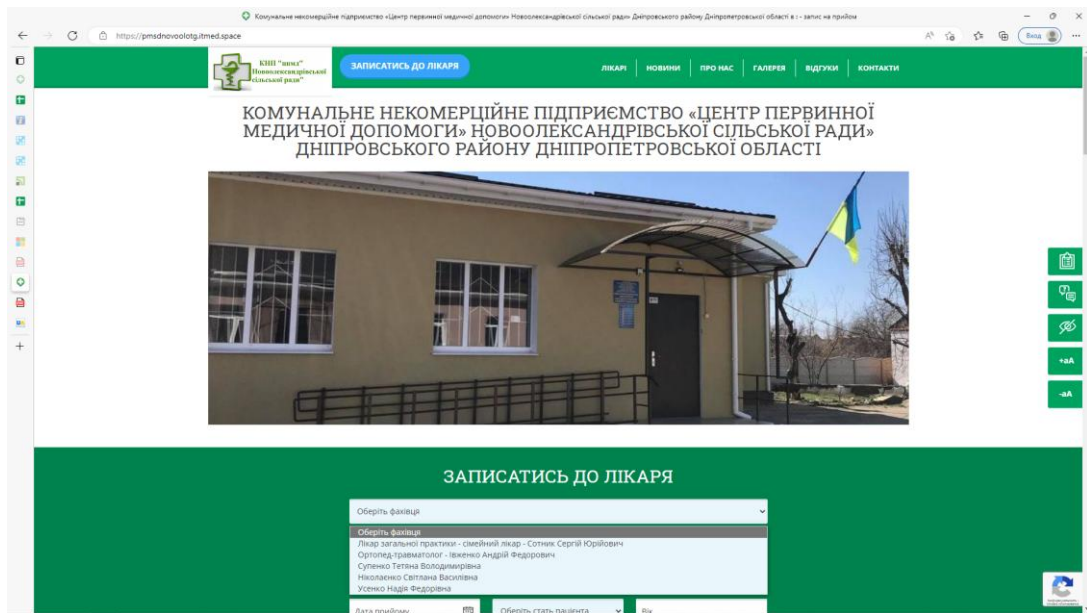 Комунальне некомерційне підприємство «Центр первинної медичної допомоги» Новоолександрівської сільської ради» Дніпровського району Дніпропетровської області в г - запис на прийом
https://pmsdnovoolotg.itmed.space
Вход
КНП "цпмд"
Новоолександрівської
сільської ради"
ЗАПИСАТИСЬ ДО ЛІКАРЯ
ЛІКАРІ
НОВИНИ
ПРО НАС
ГАЛЕРЕЯ
ВІДГУКИ
КОНТАКТИ
КОМУНАЛЬНЕ НЕКОМЕРЦІЙНЕ ПІДПРИЄМСТВО «ЦЕНТР ПЕРВИННОЇ
МЕДИЧНОЇ ДОПОМОГИ» НОВООЛЕКСАНДРІВСЬКОЇ СІЛЬСЬКОЇ РАДИ»
ДНІПРОВСЬКОГО РАЙОНУ ДНІПРОПЕТРОВСЬКОЇ ОБЛАСТІ
+aA
-aA
ЗАПИСАТИСЬ ДО ЛІКАРЯ
Оберіть фахівця
Оберіть фахівця
Лікар загальної практики - сімейний лікар - Сотник Сергій Юрійович
Ортопед-травматолог - Івженко Андрій Федорович
Супенко Тетяна Володимирівна
Ніколаєнко Світлана Василівна
Усенко Надія Федорівна
Дата прийому
Оберіть стать пацієнта
Вік